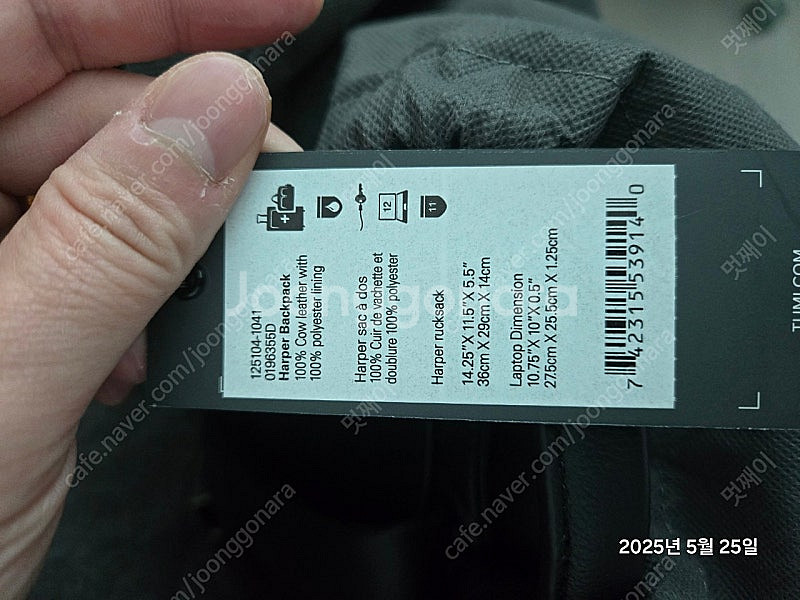 125104-1041
0196355D
Harper Backpack
100% Cow leather with
100% polyester lining
Harper sac à dos
100% Cuir de vachette et
doublure 100% polyester
Harper rucksack
14.25"X 11.5"X 5.5"
36cm X 29cm X 14cm
Laptop Dimension
10.75"X 10"X 0.5"
27.5cm X 25.5cm X 1.25cm
12
11
7 42315 53914 0
TUMI.COM
Joonggonara
cafe.naver.com/joonggonara
멋째이
2025년 5월 25일